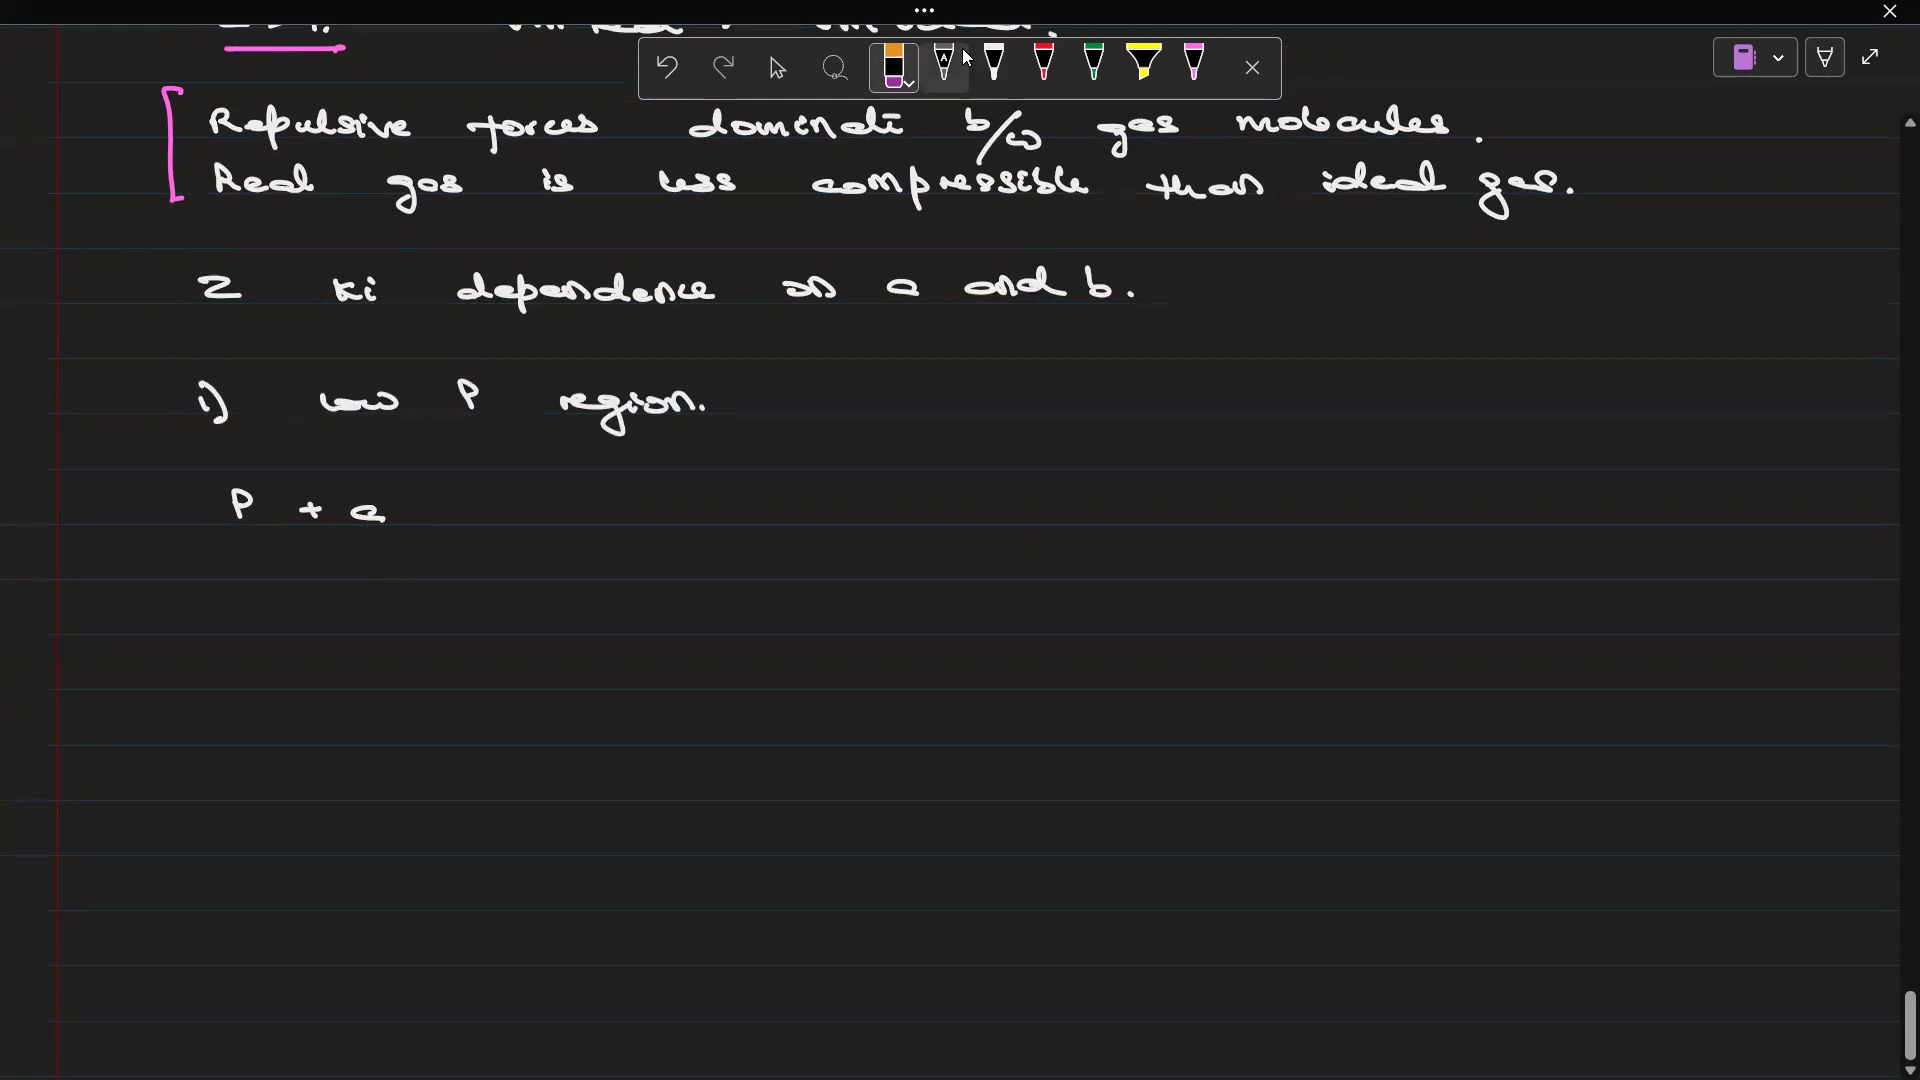 Repulsive forces dominate b/w gas molecules.
Real gas is less compressible than ideal gas.
Z ki dependence on a and b.
i) Low P region.
P + a